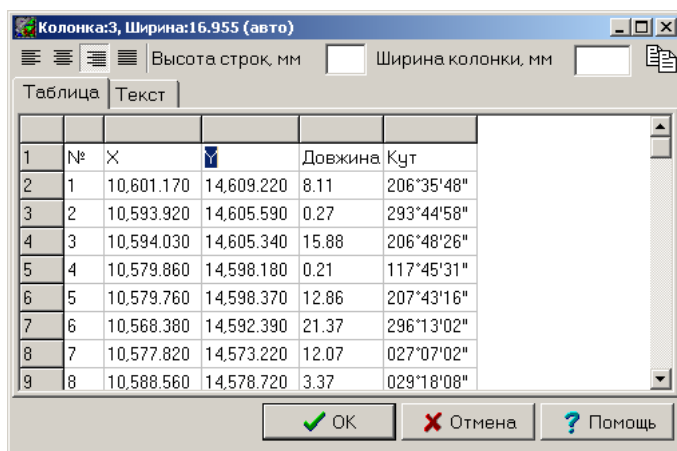 Колонка:3, Ширина:16.955 (авто)
Высота строк, мм Ширина колонки, мм
Таблица Текст
1 № X Y Довжина Кут
2 1 10,601.170 14,609.220 8.11 206°35'48"
3 2 10,593.920 14,605.590 0.27 293°44'58"
4 3 10,594.030 14,605.340 15.88 206°48'26"
5 4 10,579.860 14,598.180 0.21 117°45'31"
6 5 10,579.760 14,598.370 12.86 207°43'16"
7 6 10,568.380 14,592.390 21.37 296°13'02"
8 7 10,577.820 14,573.220 12.07 027°07'02"
9 8 10,588.560 14,578.720 3.37 029°18'08"
OK Отмена ? Помощь